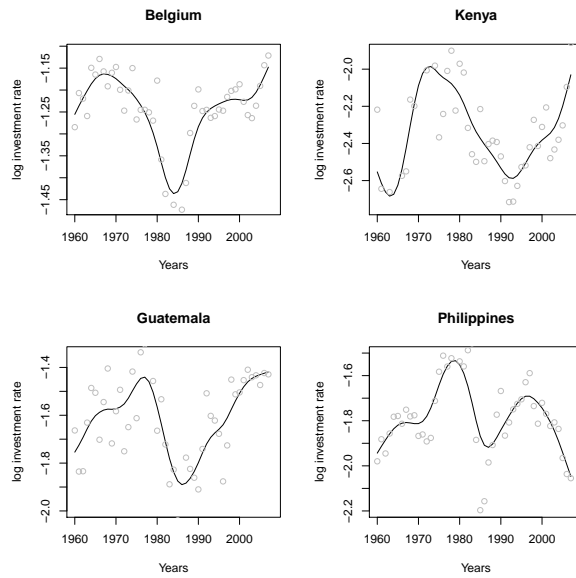 Belgium
log investment rate
−1.45 −1.35 −1.25 −1.15
1960 1970 1980 1990 2000
Years
Kenya
log investment rate
−2.6 −2.4 −2.2 −2.0
1960 1970 1980 1990 2000
Years
Guatemala
log investment rate
−2.0 −1.8 −1.6 −1.4
1960 1970 1980 1990 2000
Years
Philippines
log investment rate
−2.2 −2.0 −1.8 −1.6
1960 1970 1980 1990 2000
Years